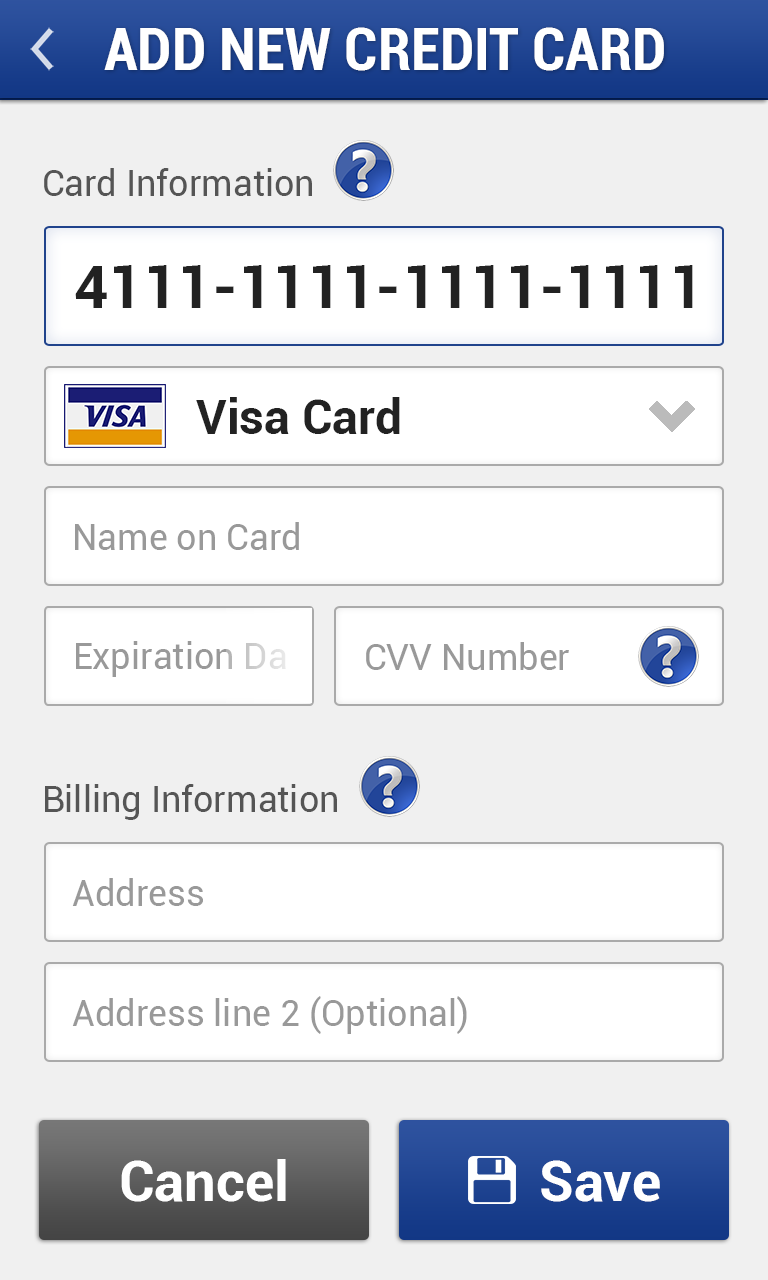 ADD NEW CREDIT CARD
Card Information ?
4111-1111-1111-1111
VISA Visa Card
Name on Card
Expiration Da CVV Number ?
Billing Information ?
Address
Address line 2 (Optional)
Cancel Save